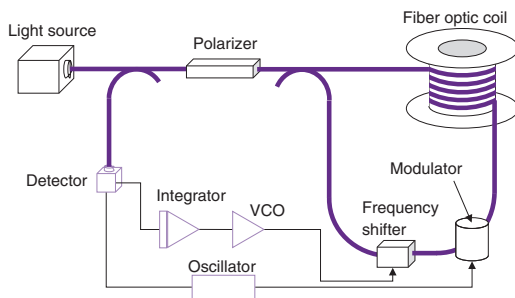 Fiber optic coil
Light source
Polarizer
Modulator
Detector
Integrator
VCO
Frequency
shifter
Oscillator